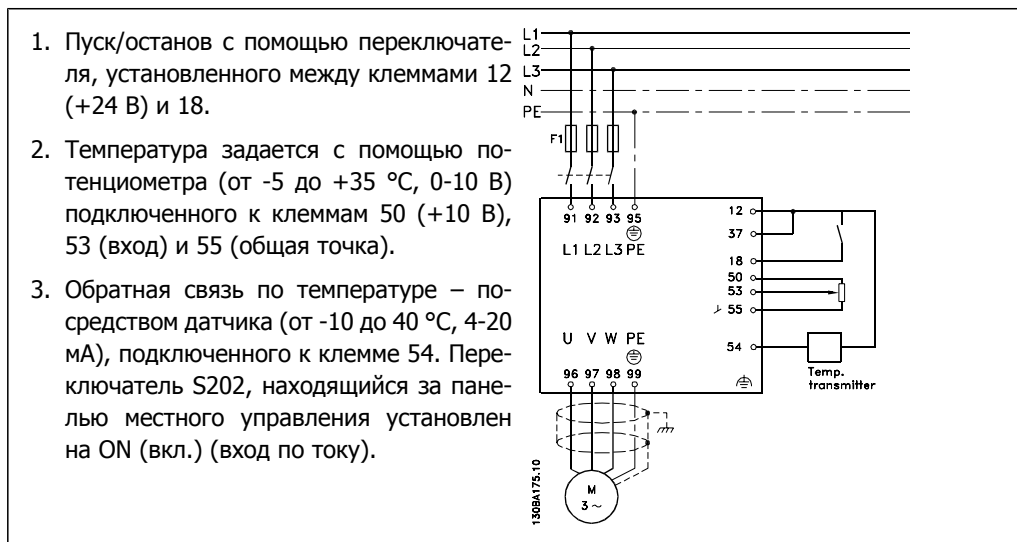 1. Пуск/останов с помощью переключате-
ля, установленного между клеммами 12
(+24 В) и 18.
2. Температура задается с помощью по-
тенциометра (от -5 до +35 °C, 0-10 В)
подключенного к клеммам 50 (+10 В),
53 (вход) и 55 (общая точка).
3. Обратная связь по температуре – по-
средством датчика (от -10 до 40 °C, 4-20
мА), подключенного к клемме 54. Пере-
ключатель S202, находящийся за пане-
лью местного управления установлен
на ON (вкл.) (вход по току).
L1
L2
L3
N
PE
F1
91 92 93 95
L1 L2 L3 PE
12
37
18
50
53
55
54
Temp.
transmitter
U V W PE
96 97 98 99
M
3 ~
130BA175.10